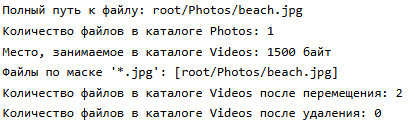 Полный путь к файлу: root/Photos/beach.jpg
Количество файлов в каталоге Photos: 1
Место, занимаемое в каталоге Videos: 1500 байт
Файлы по маске '*.jpg': [root/Photos/beach.jpg]
Количество файлов в каталоге Videos после перемещения: 2
Количество файлов в каталоге Videos после удаления: 0